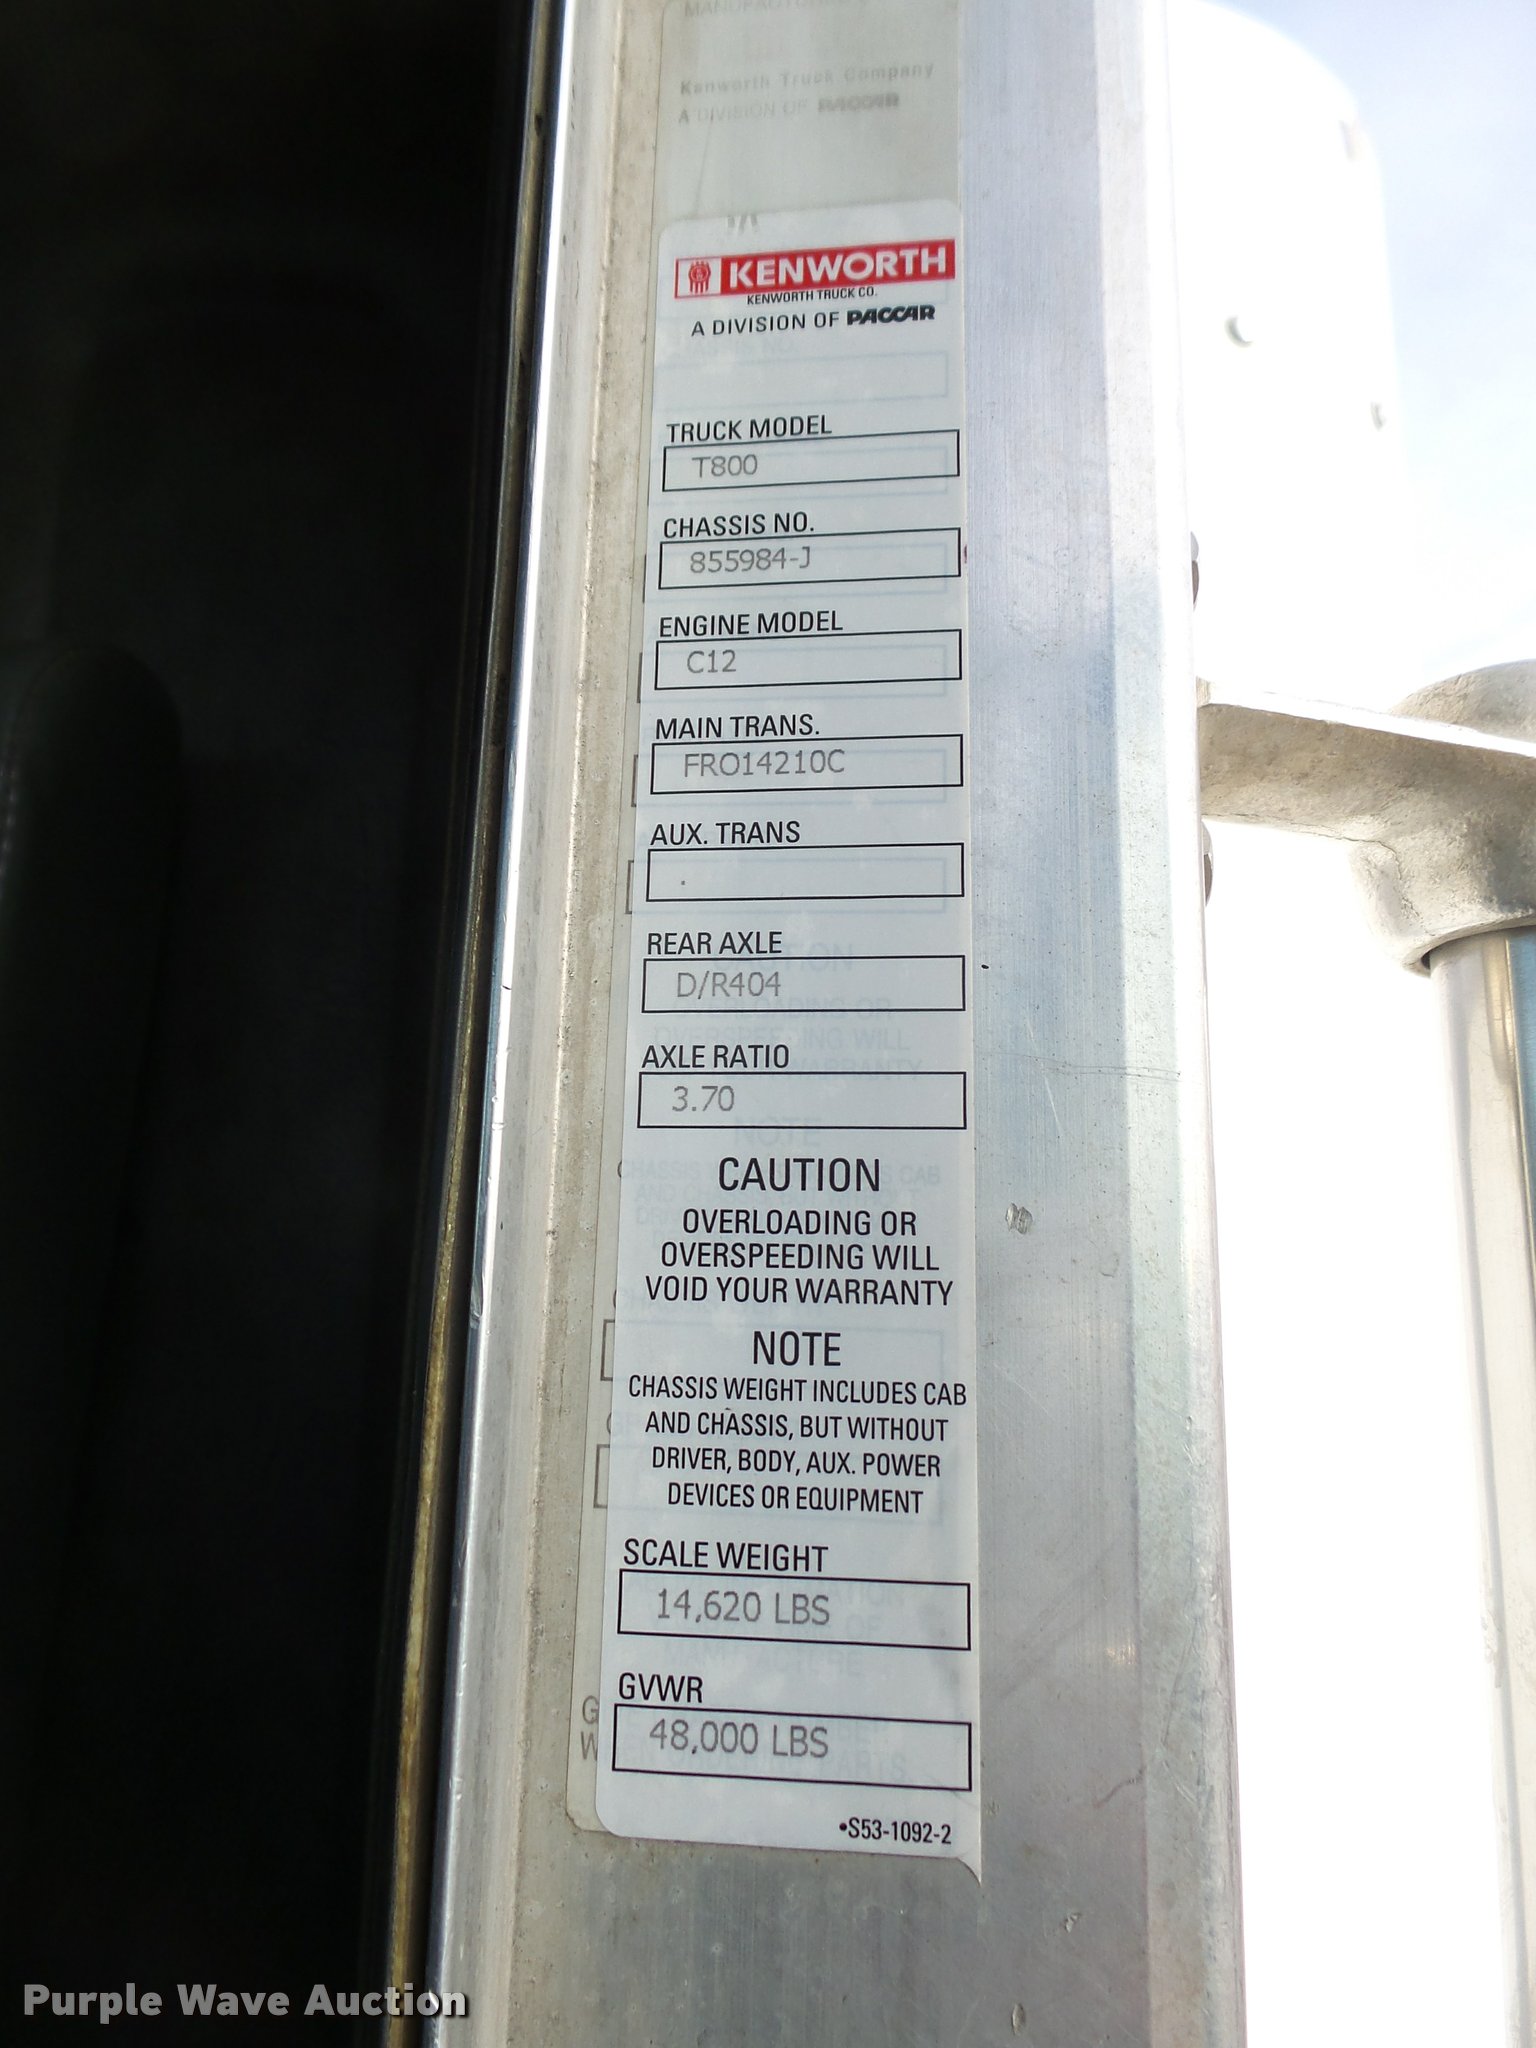 Kenworth Truck Company
A DIVISION OF PACCAR
KENWORTH
KENWORTH TRUCK CO.
A DIVISION OF PACCAR
TRUCK MODEL
T800
CHASSIS NO.
855984-J
ENGINE MODEL
C12
MAIN TRANS.
FRO14210C
AUX. TRANS
.
REAR AXLE
D/R404
AXLE RATIO
3.70
CAUTION
OVERLOADING OR
OVERSPEEDING WILL
VOID YOUR WARRANTY
NOTE
CHASSIS WEIGHT INCLUDES CAB
AND CHASSIS, BUT WITHOUT
DRIVER, BODY, AUX. POWER
DEVICES OR EQUIPMENT
SCALE WEIGHT
14,620 LBS
GVWR
48,000 LBS
•S53-1092-2
Purple Wave Auction